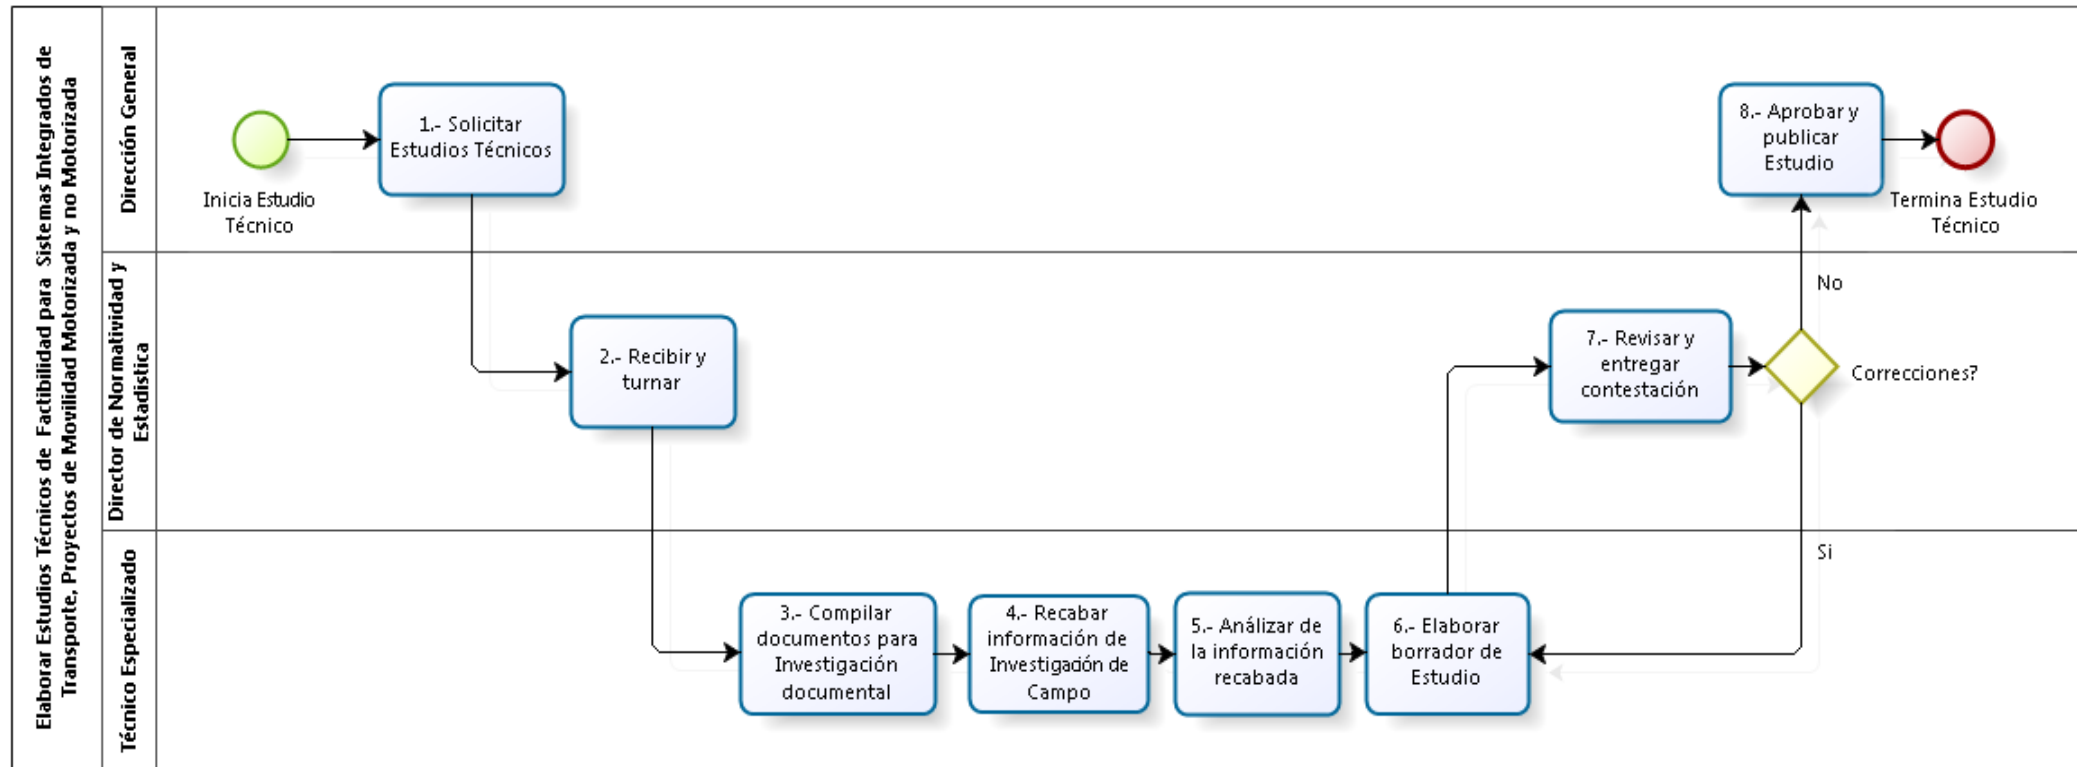 Elaborar Estudios Técnicos de Factibilidad para Sistemas Integrados de
Transporte, Proyectos de Movilidad Motorizada y no Motorizada
Dirección General
Inicia Estudio
Técnico
1.- Solicitar
Estudios Técnicos
8.- Aprobar y
publicar
Estudio
Termina Estudio
Técnico
Director de Normatividad y
Estadistica
2.- Recibir y
turnar
7.- Revisar y
entregar
contestación
No
Correcciones?
Si
Técnico Especializado
3.- Compilar
documentos para
Investigación
documental
4.- Recabar
información de
Investigación de
Campo
5.- Análizar de
la información
recabada
6.- Elaborar
borrador de
Estudio